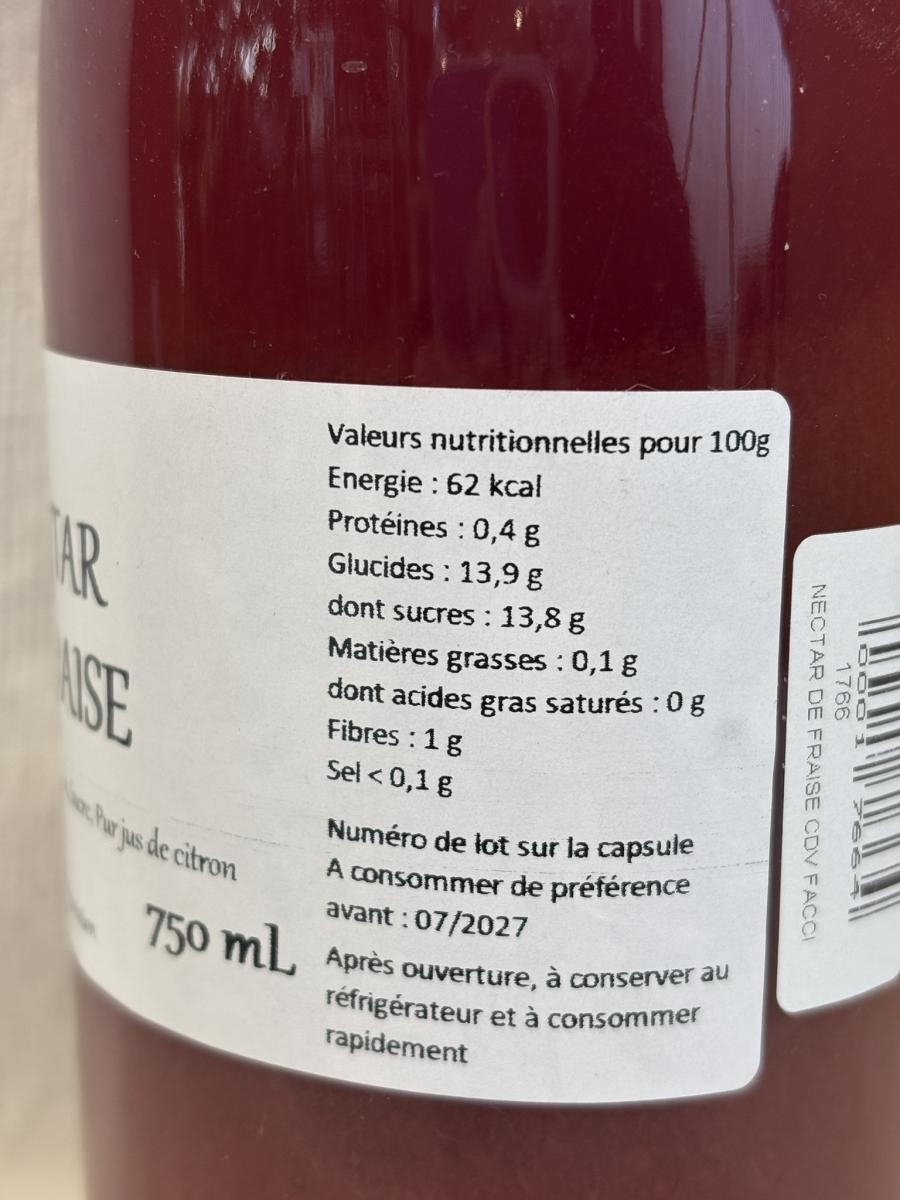 TAR
AISE
Sucre, Pur jus de citron
750 mL
Valeurs nutritionnelles pour 100g
Energie : 62 kcal
Protéines : 0,4 g
Glucides : 13,9 g
dont sucres : 13,8 g
Matières grasses : 0,1 g
dont acides gras saturés : 0 g
Fibres : 1 g
Sel < 0,1 g
Numéro de lot sur la capsule
A consommer de préférence
avant : 07/2027
Après ouverture, à conserver au
réfrigérateur et à consommer
rapidement
NECTAR DE FRAISE CDV FACCI
1766